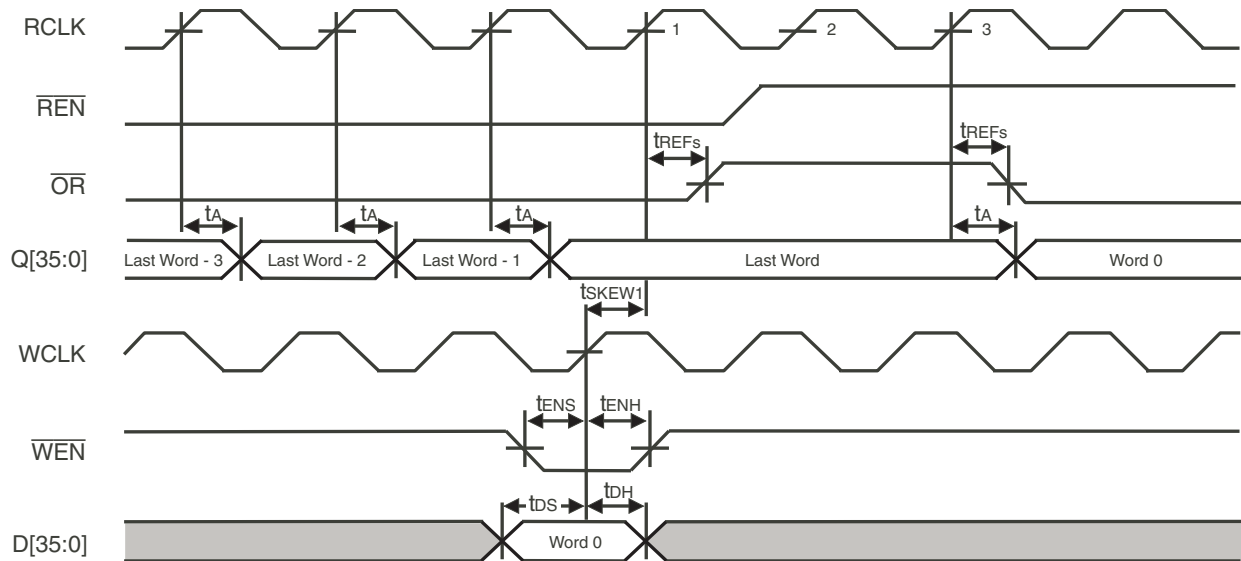 RCLK 1 2 3
REN
tREFs tREFs
OR
tA tA tA tA
Q[35:0] Last Word - 3 Last Word - 2 Last Word - 1 Last Word Word 0
tSKEW1
WCLK
tENS tENH
WEN
tDS tDH
D[35:0] Word 0